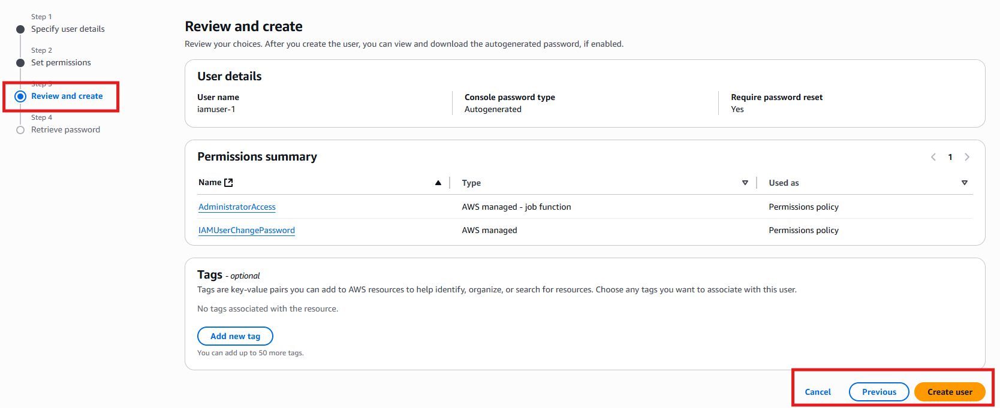 Step 1
Specify user details
Step 2
Set permissions
Step 3
Review and create
Step 4
Retrieve password
Review and create
Review your choices. After you create the user, you can view and download the autogenerated password, if enabled.
User details
User name
iamuser-1
Console password type
Autogenerated
Require password reset
Yes
Permissions summary
1
Name Type Used as
AdministratorAccess AWS managed - job function Permissions policy
IAMUserChangePassword AWS managed Permissions policy
Tags - optional
Tags are key-value pairs you can add to AWS resources to help identify, organize, or search for resources. Choose any tags you want to associate with this user.
No tags associated with the resource.
Add new tag
You can add up to 50 more tags.
Cancel Previous Create user